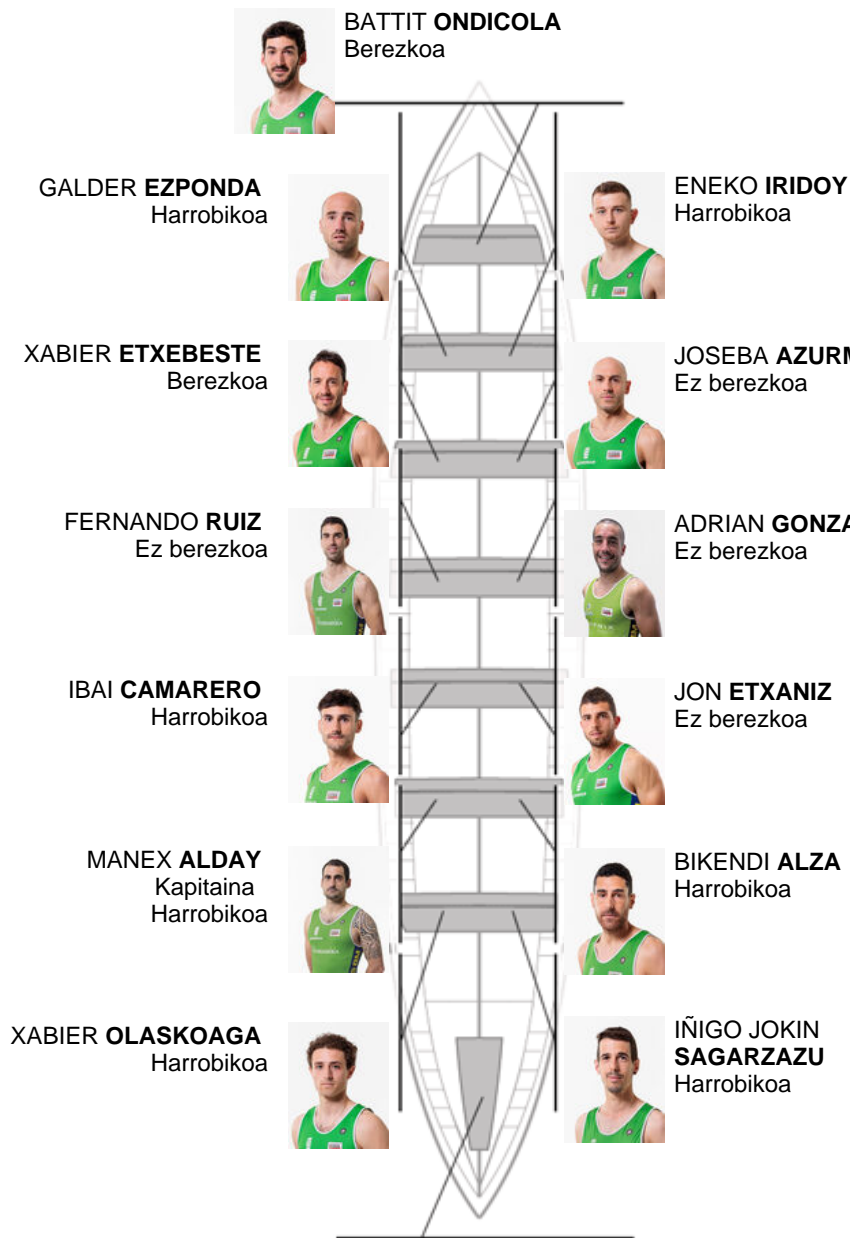 BATTIT ONDICOLA
Berezkoa
GALDER EZPONDA
Harrobikoa
ENEKO IRIDOY
Harrobikoa
XABIER ETXEBESTE
Berezkoa
JOSEBA
Ez berezkoa
FERNANDO RUIZ
Ez berezkoa
ADRIAN
Ez berezkoa
IBAI CAMARERO
Harrobikoa
JON ETXANIZ
Ez berezkoa
MANEX ALDAY
Kapitaina
Harrobikoa
BIKENDI ALZA
Harrobikoa
XABIER OLASKOAGA
Harrobikoa
IÑIGO JOKIN
SAGARZAZU
Harrobikoa